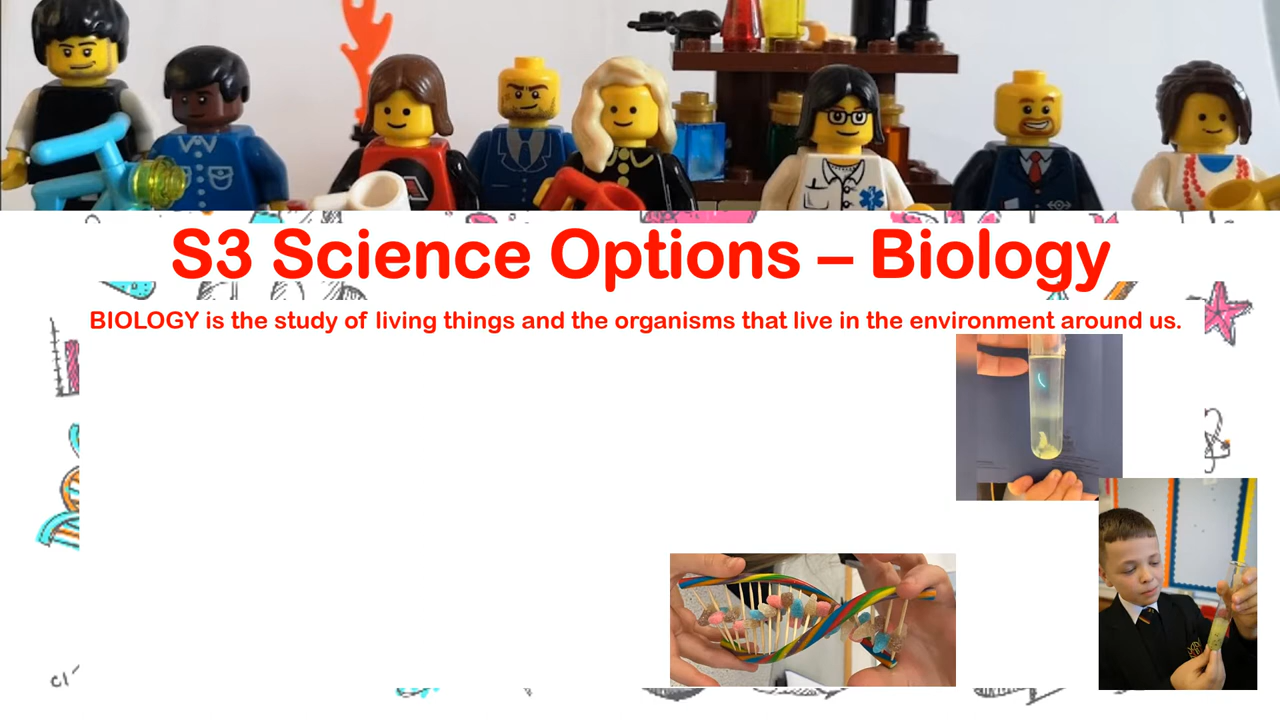 S3 Science Options – Biology
BIOLOGY is the study of living things and the organisms that live in the environment around us.